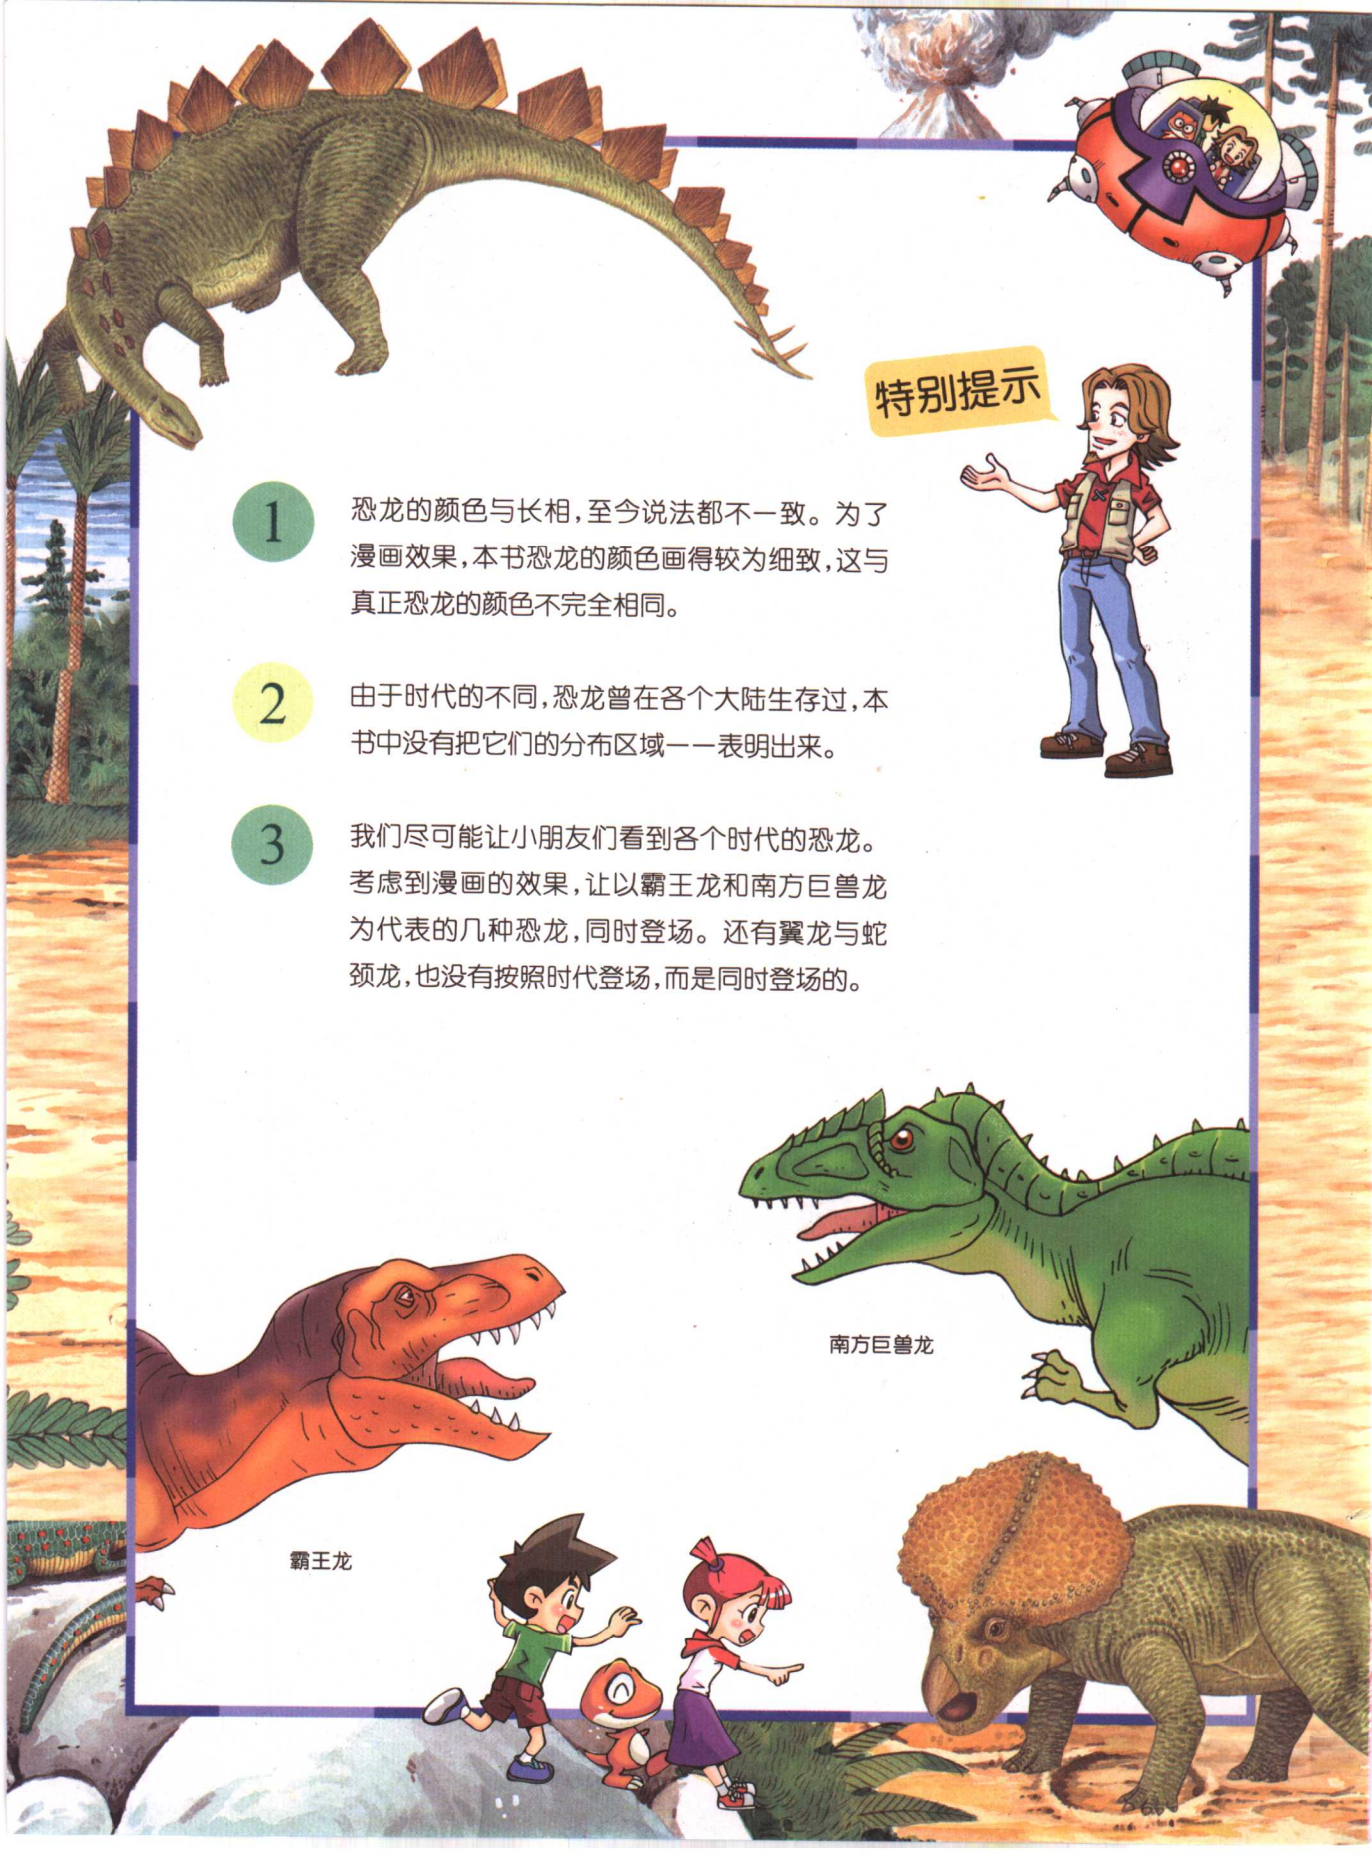 特别提示
1
恐龙的颜色与长相,至今说法都不一致。为了
漫画效果,本书恐龙的颜色画得较为细致,这与
真正恐龙的颜色不完全相同。
2
由于时代的不同,恐龙曾在各个大陆生存过,本
书中没有把它们的分布区域一一表明出来。
3
我们尽可能让小朋友们看到各个时代的恐龙。
考虑到漫画的效果,让以霸王龙和南方巨兽龙
为代表的几种恐龙,同时登场。还有翼龙与蛇
颈龙,也没有按照时代登场,而是同时登场的。
南方巨兽龙
霸王龙